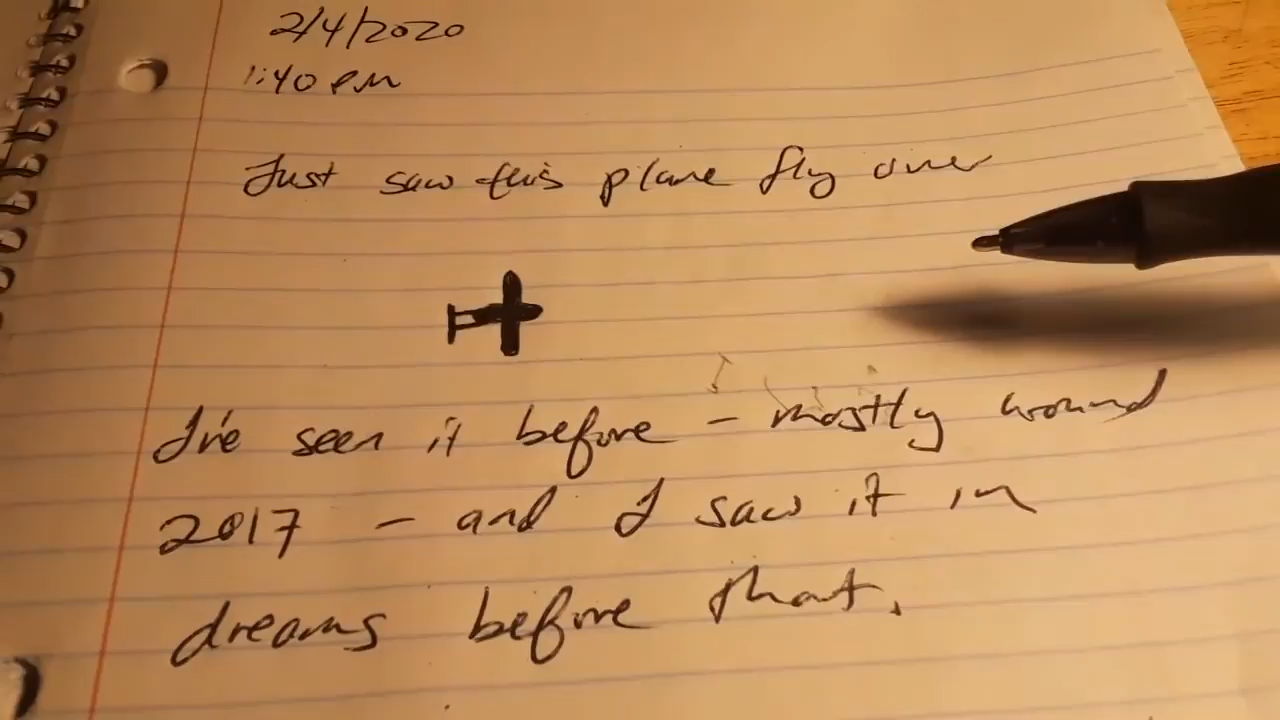 2/4/2020
1:40 PM
Just saw this plane fly over
I've seen it before - mostly around
2017 - and I saw it in
dreams before that.